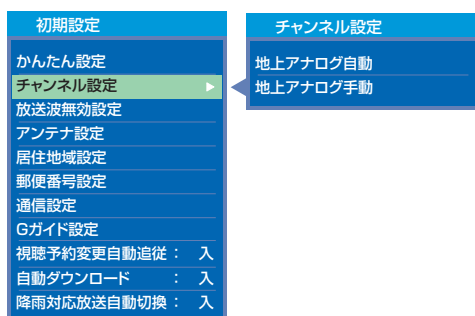 初期設定
かんたん設定
チャンネル設定
放送波無効設定
アンテナ設定
居住地域設定
郵便番号設定
通信設定
Gガイド設定
視聴予約変更自動追従： 入
自動ダウンロード ： 入
降雨対応放送自動切換： 入
チャンネル設定
地上アナログ自動
地上アナログ手動